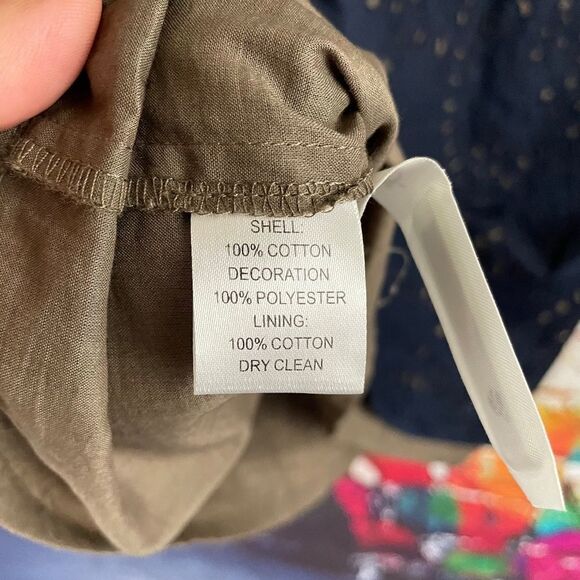 SHELL:
100% COTTON
DECORATION
100% POLYESTER
LINING:
100% COTTON
DRY CLEAN